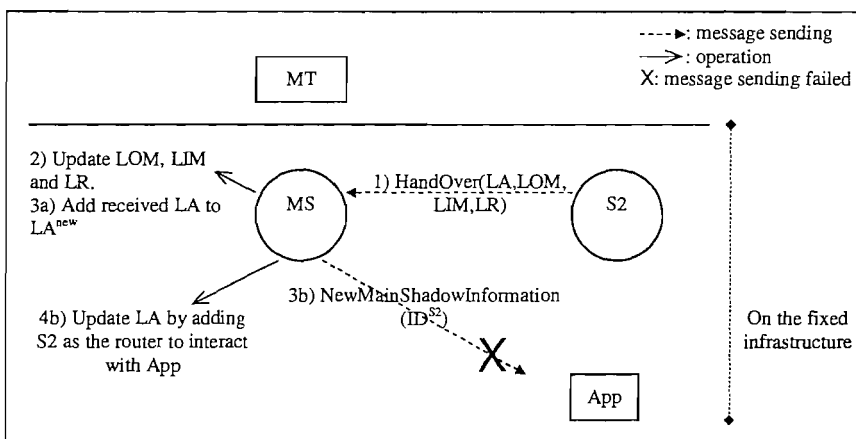 ----▶: message sending
⟶: operation
X: message sending failed
MT
2) Update LOM, LIM
and LR.
3a) Add received LA to
LA^new
MS
1) HandOver(LA,LOM,
LIM,LR)
S2
3b) NewMainShadowInformation
(ID^S2)
4b) Update LA by adding
S2 as the router to interact
with App
X
App
On the fixed
infrastructure